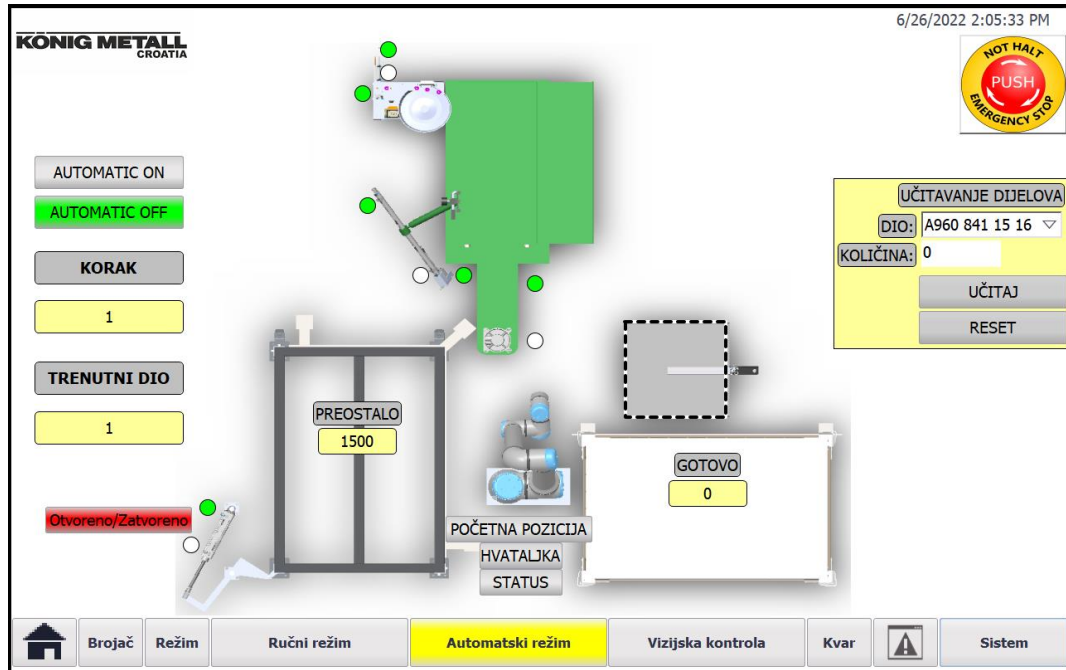 6/26/2022 2:05:33 PM
KÖNIG METALL
CROATIA
NOT HALT
PUSH
EMERGENCY STOP
AUTOMATIC ON
AUTOMATIC OFF
KORAK
1
TRENUTNI DIO
1
UČITAVANJE DIJELOVA
DIO: A960 841 15 16
KOLIČINA: 0
UČITAJ
RESET
PREOSTALO
1500
GOTOVO
0
Otvoreno/Zatvoreno
POČETNA POZICIJA
HVATALJKA
STATUS
Brojač Režim Ručni režim Automatski režim Vizijska kontrola Kvar Sistem